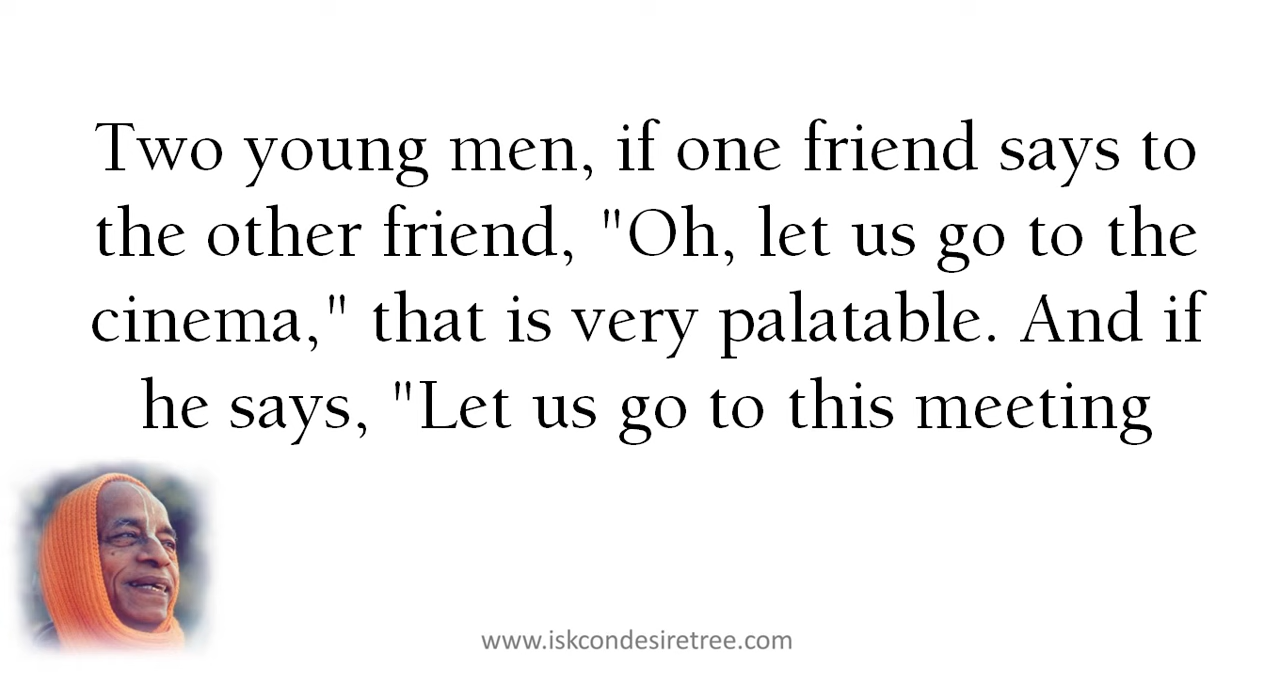 Two young men, if one friend says to
the other friend, "Oh, let us go to the
cinema," that is very palatable. And if
he says, "Let us go to this meeting
www.iskcondesiretree.com